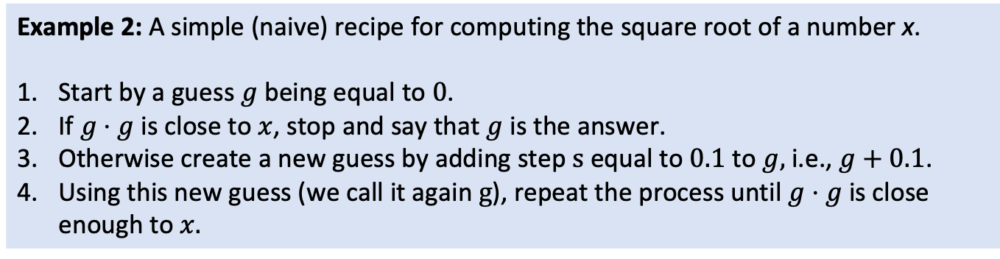 Example 2: A simple (naive) recipe for computing the square root of a number x.
1. Start by a guess g being equal to 0.
2. If g · g is close to x, stop and say that g is the answer.
3. Otherwise create a new guess by adding step s equal to 0.1 to g, i.e., g + 0.1.
4. Using this new guess (we call it again g), repeat the process until g · g is close
enough to x.